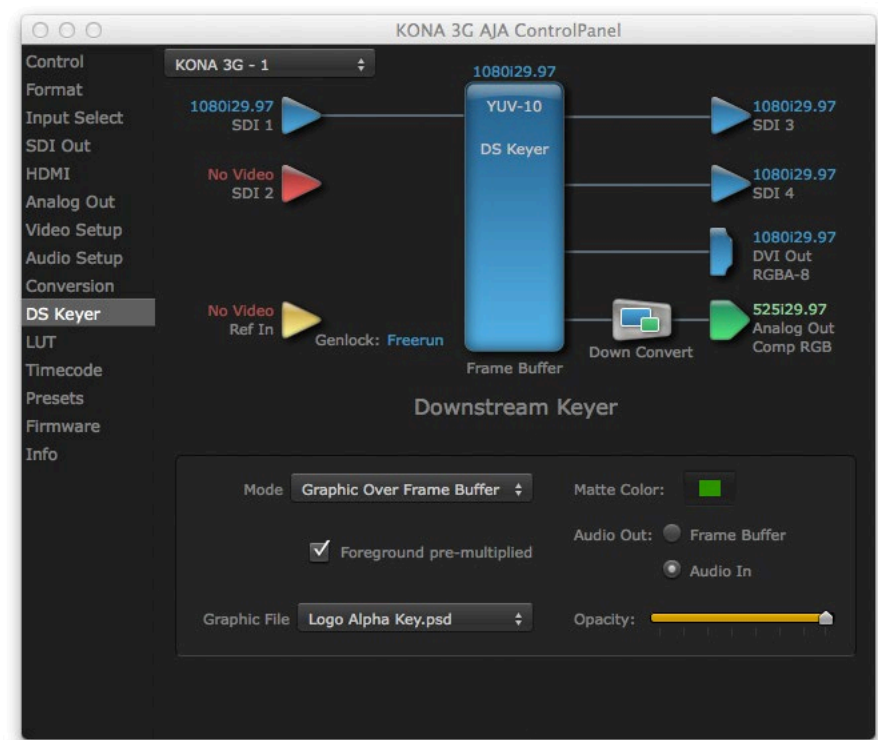 KONA 3G AJA ControlPanel
Control
Format
Input Select
SDI Out
HDMI
Analog Out
Video Setup
Audio Setup
Conversion
DS Keyer
LUT
Timecode
Presets
Firmware
Info
KONA 3G - 1
1080i29.97
YUV-10
DS Keyer
Frame Buffer
1080i29.97
SDI 1
No Video
SDI 2
No Video
Ref In
Genlock: Freerun
1080i29.97
SDI 3
1080i29.97
SDI 4
1080i29.97
DVI Out
RGBA-8
Down Convert
525i29.97
Analog Out
Comp RGB
Downstream Keyer
Mode Graphic Over Frame Buffer
Foreground pre-multiplied
Graphic File Logo Alpha Key.psd
Matte Color:
Audio Out: Frame Buffer
Audio In
Opacity: